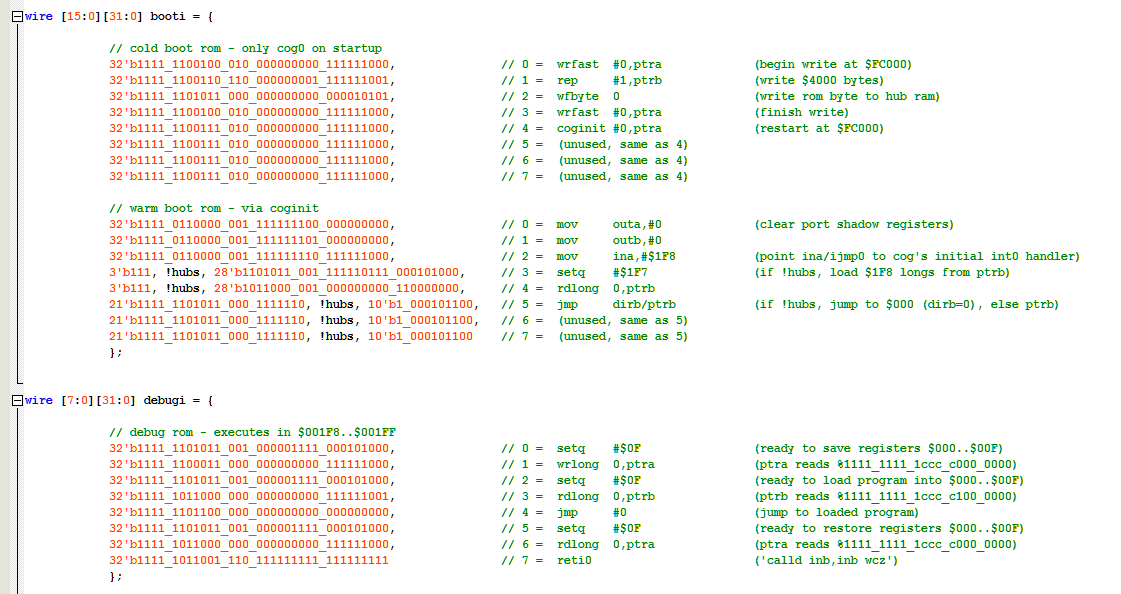 wire [15:0][31:0] booti = {
// cold boot rom - only cog0 on startup
32'b1111_1100100_010_000000000_111111000, // 0 = wrfast #0,ptra (begin write at $FC000)
32'b1111_1100110_110_000000001_111111001, // 1 = rep #1,ptrb (write $4000 bytes)
32'b1111_1101011_000_000000000_000010101, // 2 = wfbyte 0 (write rom byte to hub ram)
32'b1111_1100100_010_000000000_111111000, // 3 = wrfast #0,ptra (finish write)
32'b1111_1100111_010_000000000_111111000, // 4 = coginit #0,ptra (restart at $FC000)
32'b1111_1100111_010_000000000_111111000, // 5 = (unused, same as 4)
32'b1111_1100111_010_000000000_111111000, // 6 = (unused, same as 4)
32'b1111_1100111_010_000000000_111111000, // 7 = (unused, same as 4)
// warm boot rom - via coginit
32'b1111_0110000_001_111111100_000000000, // 0 = mov outa,#0 (clear port shadow registers)
32'b1111_0110000_001_111111101_000000000, // 1 = mov outb,#0
32'b1111_0110000_001_111111110_111111000, // 2 = mov ina,#$1F8 (point ina/ijmp0 to cog's initial int0 handler)
3'b111, !hubs, 28'b1101011_001_111110111_000101000, // 3 = setq #$1F7 (if !hubs, load $1F8 longs from ptrb)
3'b111, !hubs, 28'b1011000_001_000000000_110000000, // 4 = rdlong 0,ptrb
21'b1111_1101011_000_1111110, !hubs, 10'b1_000101100, // 5 = jmp dirb/ptrb (if !hubs, jump to $000 (dirb=0), else ptrb)
21'b1111_1101011_000_1111110, !hubs, 10'b1_000101100, // 6 = (unused, same as 5)
21'b1111_1101011_000_1111110, !hubs, 10'b1_000101100 // 7 = (unused, same as 5)
};
wire [7:0][31:0] debugi = {
// debug rom - executes in $001F8..$001FF
32'b1111_1101011_001_000001111_000101000, // 0 = setq #$0F (ready to save registers $000..$00F)
32'b1111_1100011_000_000000000_111111000, // 1 = wrlong 0,ptra (ptra reads %1111_1111_1ccc_c000_0000)
32'b1111_1101011_001_000001111_000101000, // 2 = setq #$0F (ready to load program into $000..$00F)
32'b1111_1011000_000_000000000_111111001, // 3 = rdlong 0,ptrb (ptrb reads %1111_1111_1ccc_c100_0000)
32'b1111_1101100_000_000000000_000000000, // 4 = jmp #0 (jump to loaded program)
32'b1111_1101011_001_000001111_000101000, // 5 = setq #$0F (ready to restore registers $000..$00F)
32'b1111_1011000_000_000000000_111111000, // 6 = rdlong 0,ptra (ptra reads %1111_1111_1ccc_c000_0000)
32'b1111_1011001_110_111111111_111111111 // 7 = reti0 ('calld inb,inb wcz')
};